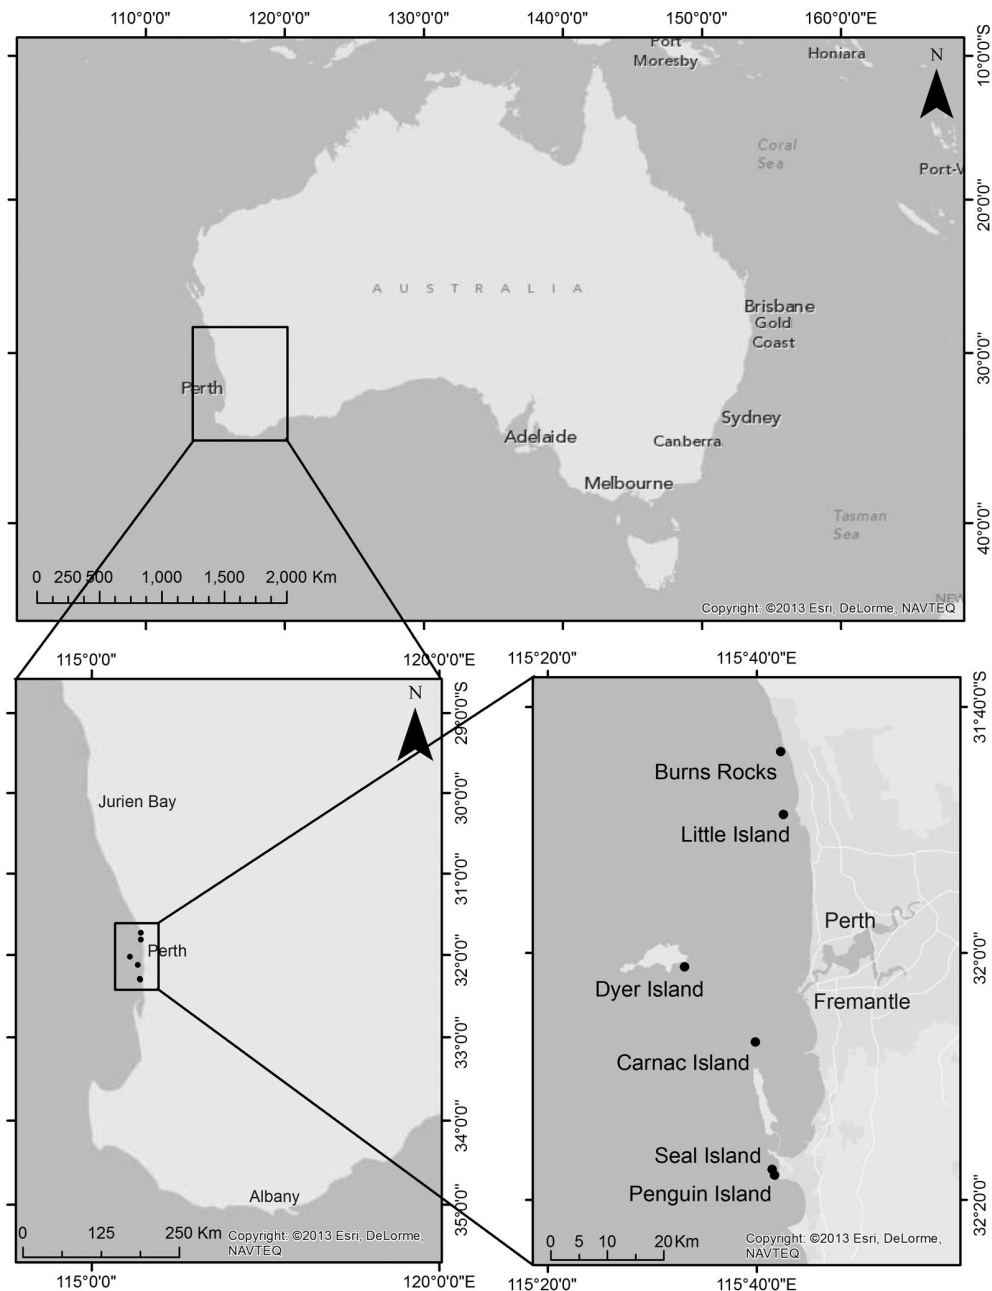 110°0'0" 120°0'0" 130°0'0" 140°0'0" 150°0'0" 160°0'0"E
10°0'0"S
20°0'0"
30°0'0"
40°0'0"
N
Port
Moresby
Honiara
Coral
Sea
Port-V
AUSTRALIA
Brisbane
Gold
Coast
Perth
Sydney
Adelaide
Canberra
Melbourne
Tasman
Sea
0 250 500 1,000 1,500 2,000 Km
NEW
Copyright: ©2013 Esri, DeLorme, NAVTEQ
115°0'0" 120°0'0"E
N
29°0'0"S
30°0'0"
31°0'0"
32°0'0"
33°0'0"
34°0'0"
35°0'0"
Jurien Bay
Perth
Albany
0 125 250 Km
Copyright: ©2013 Esri, DeLorme,
NAVTEQ
115°0'0" 120°0'0"E
115°20'0" 115°40'0"E
31°40'0"S
32°0'0"
32°20'0"
Burns Rocks
Little Island
Perth
Dyer Island
Fremantle
Carnac Island
Seal Island
Penguin Island
0 5 10 20 Km
Copyright: ©2013 Esri, DeLorme,
NAVTEQ
115°20'0" 115°40'0"E